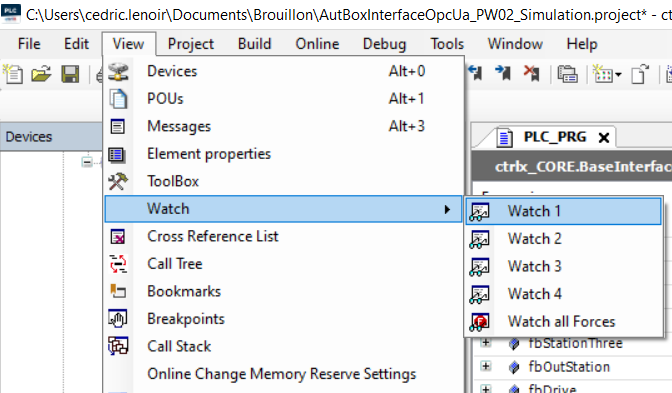 C:\Users\cedric.lenoir\Documents\Brouillon\AutBoxInterfaceOpcUa_PW02_Simulation.project* - ct
File Edit View Project Build Online Debug Tools Window Help
Devices Alt+0
POUs Alt+1
Messages Alt+3
Element properties
ToolBox
Watch
Cross Reference List
Call Tree
Bookmarks
Breakpoints
Call Stack
Online Change Memory Reserve Settings
Devices
PLC_PRG
ctrlx_CORE.BaseInterfac
Watch 1
Watch 2
Watch 3
Watch 4
Watch all Forces
fbStationThree
fbOutStation
fbDrive